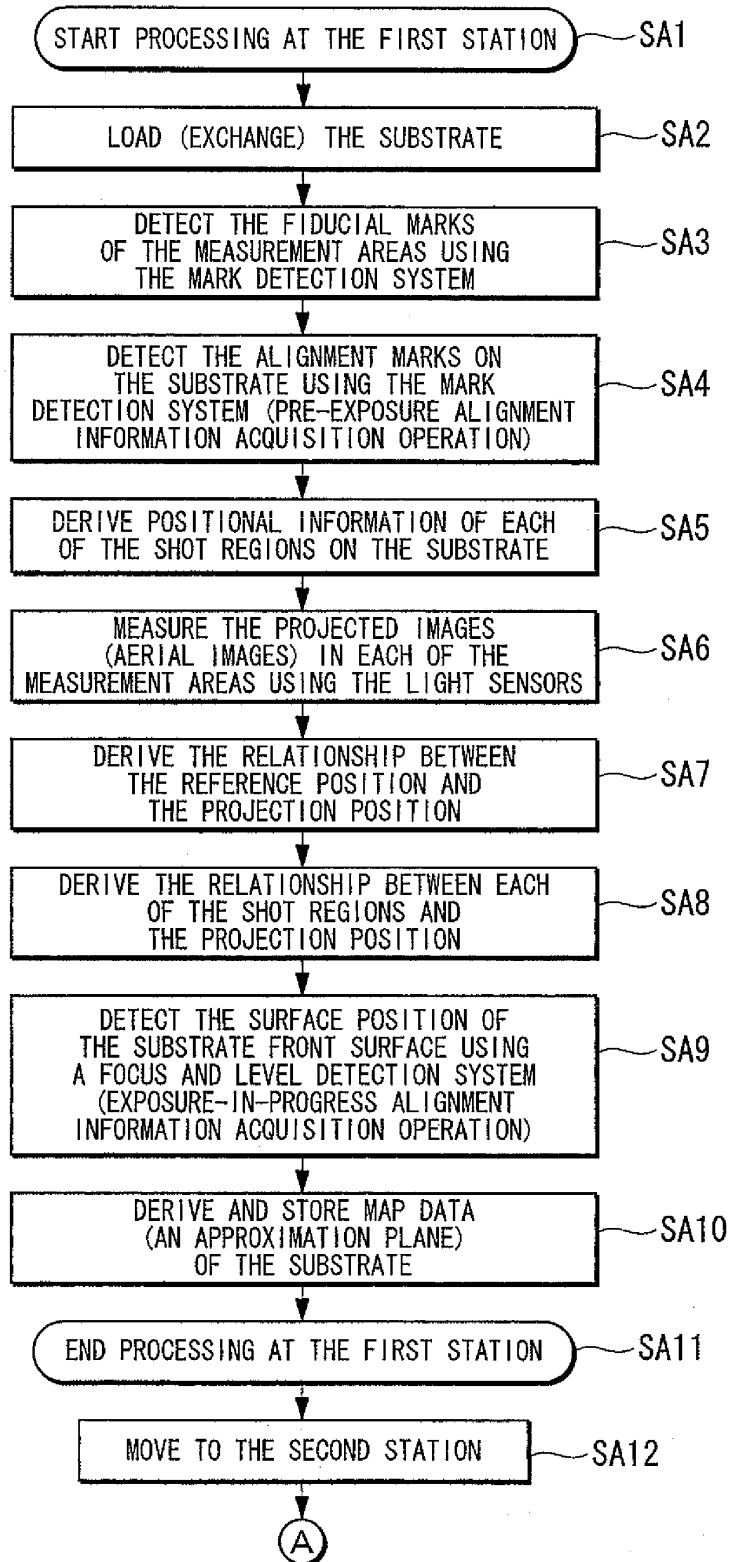 START PROCESSING AT THE FIRST STATION
SA1
LOAD (EXCHANGE) THE SUBSTRATE
SA2
DETECT THE FIDUCIAL MARKS
OF THE MEASUREMENT AREAS USING
THE MARK DETECTION SYSTEM
SA3
DETECT THE ALIGNMENT MARKS ON
THE SUBSTRATE USING THE MARK
DETECTION SYSTEM (PRE-EXPOSURE ALIGNMENT
INFORMATION ACQUISITION OPERATION)
SA4
DERIVE POSITIONAL INFORMATION OF EACH
OF THE SHOT REGIONS ON THE SUBSTRATE
SA5
MEASURE THE PROJECTED IMAGES
(AERIAL IMAGES) IN EACH OF THE
MEASUREMENT AREAS USING THE LIGHT SENSORS
SA6
DERIVE THE RELATIONSHIP BETWEEN
THE REFERENCE POSITION AND
THE PROJECTION POSITION
SA7
DERIVE THE RELATIONSHIP BETWEEN EACH
OF THE SHOT REGIONS AND
THE PROJECTION POSITION
SA8
DETECT THE SURFACE POSITION OF
THE SUBSTRATE FRONT SURFACE USING
A FOCUS AND LEVEL DETECTION SYSTEM
(EXPOSURE-IN-PROGRESS ALIGNMENT
INFORMATION ACQUISITION OPERATION)
SA9
DERIVE AND STORE MAP DATA
(AN APPROXIMATION PLANE)
OF THE SUBSTRATE
SA10
END PROCESSING AT THE FIRST STATION
SA11
MOVE TO THE SECOND STATION
SA12
A